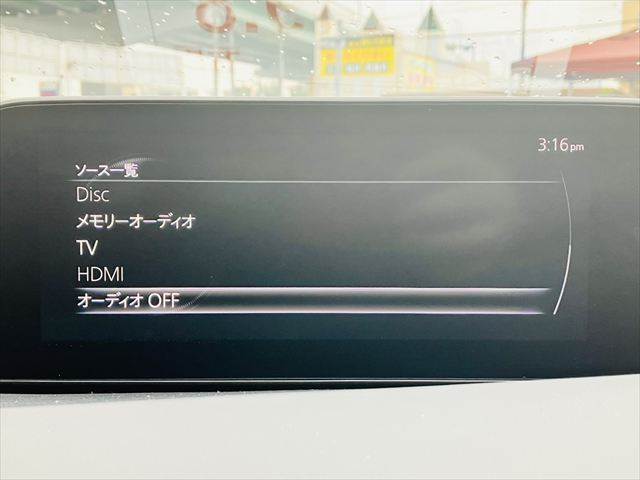 3:16pm
ソース一覧
Disc
メモリーオーディオ
TV
HDMI
オーディオ OFF